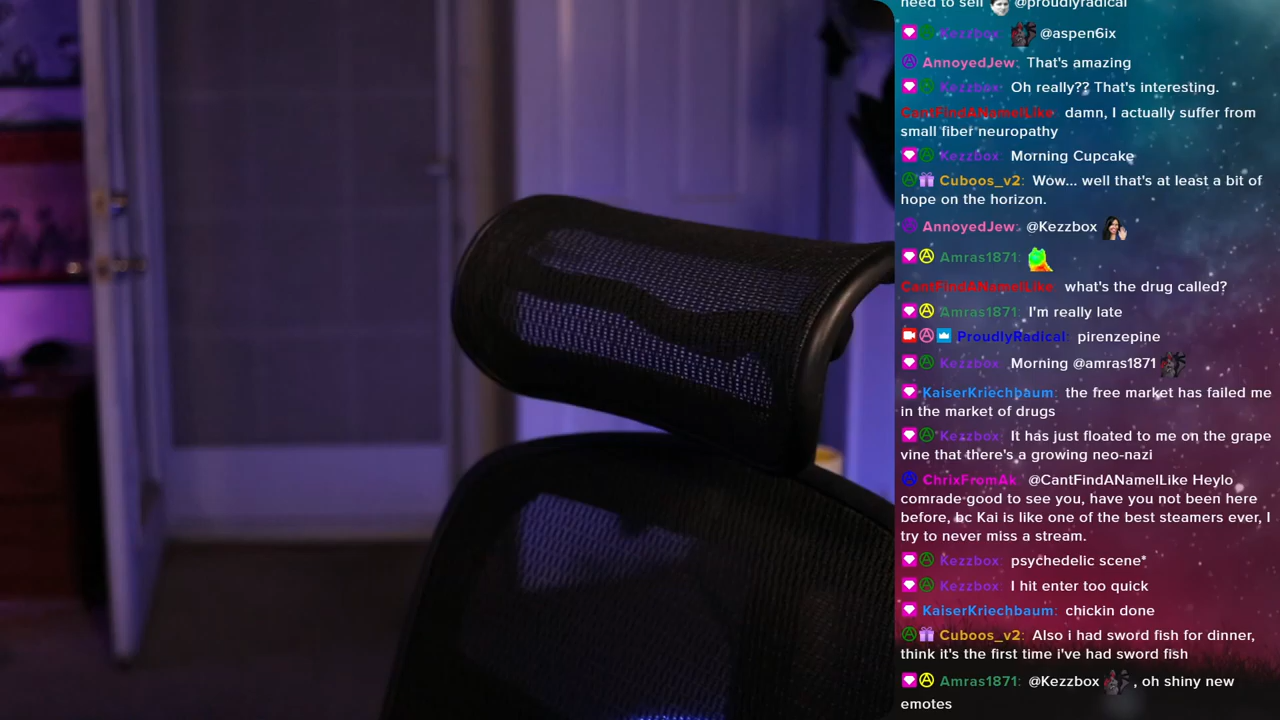 need to sell @proudlyradical
Kezzbox: @aspen6ix
AnnoyedJew: That's amazing
Kezzbox: Oh really?? That's interesting.
CantFindANameILike: damn, I actually suffer from
small fiber neuropathy
Kezzbox: Morning Cupcake
Cuboos_v2: Wow... well that's at least a bit of
hope on the horizon.
AnnoyedJew: @Kezzbox
Amras1871:
CantFindANameILike: what's the drug called?
Amras1871: I'm really late
ProudlyRadical: pirenzepine
Kezzbox: Morning @amras1871
KaiserKriechbaum: the free market has failed me
in the market of drugs
Kezzbox: It has just floated to me on the grape
vine that there's a growing neo-nazi
ChrixFromAk: @CantFindANameILike Heylo
comrade good to see you, have you not been here
before, bc Kai is like one of the best steamers ever, I
try to never miss a stream.
Kezzbox: psychedelic scene*
Kezzbox: I hit enter too quick
KaiserKriechbaum: chickin done
Cuboos_v2: Also i had sword fish for dinner,
think it's the first time i've had sword fish
Amras1871: @Kezzbox , oh shiny new
emotes